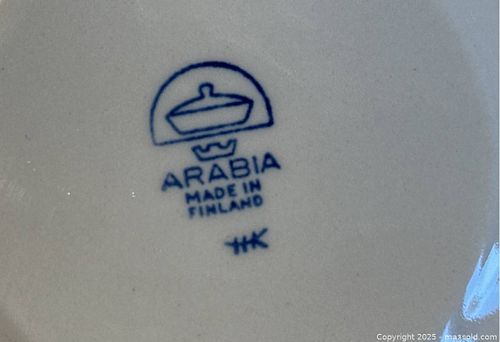 ARABIA
MADE IN
FINLAND
HK
Copyright 2025 - maxsold.com